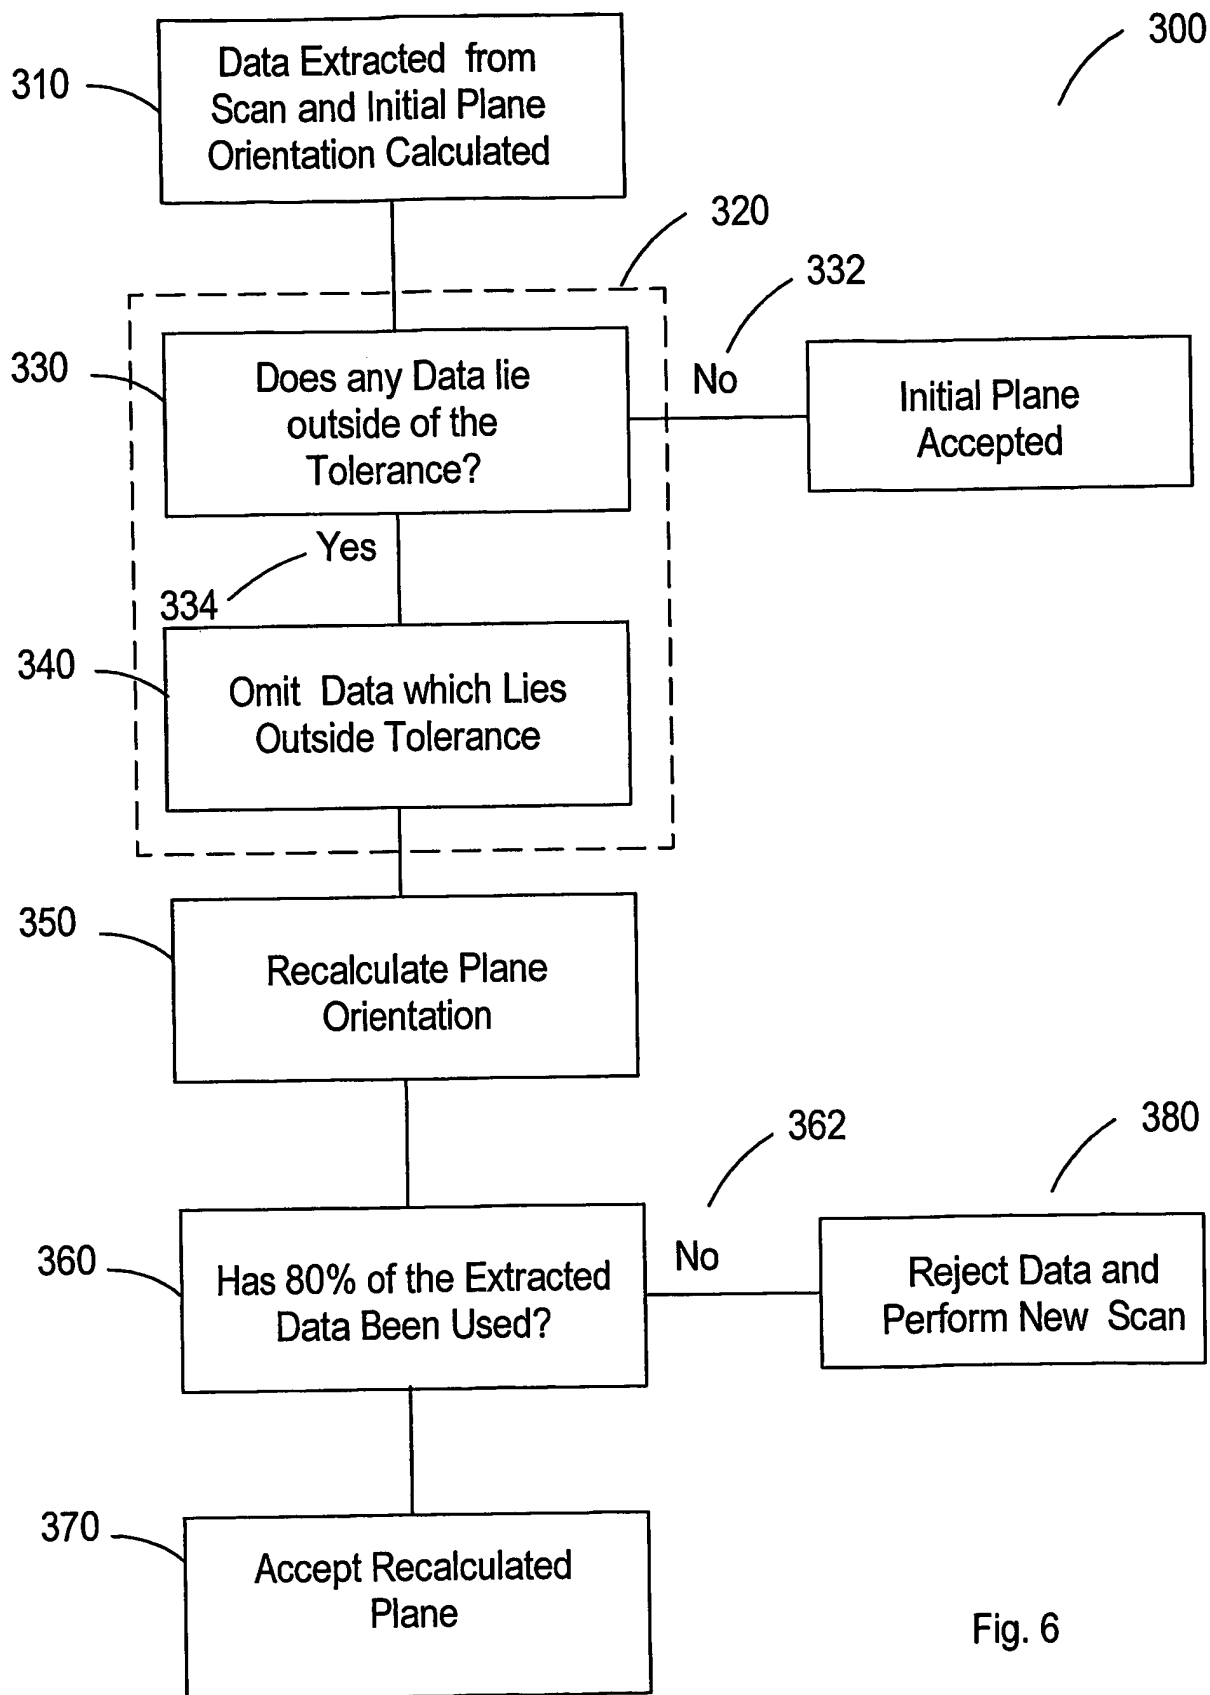 300
310
Data Extracted from
Scan and Initial Plane
Orientation Calculated
320
332
330
Does any Data lie
outside of the
Tolerance?
No
Initial Plane
Accepted
Yes
334
340
Omit Data which Lies
Outside Tolerance
350
Recalculate Plane
Orientation
362
380
360
Has 80% of the Extracted
Data Been Used?
No
Reject Data and
Perform New Scan
370
Accept Recalculated
Plane
Fig. 6